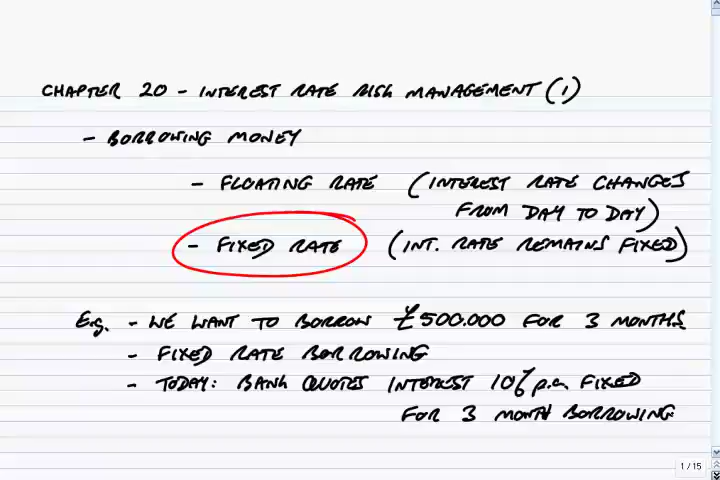 CHAPTER 20 - INTEREST RATE RISK MANAGEMENT (1)
- BORROWING MONEY
- FLOATING RATE (INTEREST RATE CHANGES
FROM DAY TO DAY)
- FIXED RATE (INT. RATE REMAINS FIXED)
E.g. - WE WANT TO BORROW £500.000 FOR 3 MONTHS
- FIXED RATE BORROWING
- TODAY: BANK QUOTES INTEREST 10% p.a. FIXED
FOR 3 MONTH BORROWING
1 / 15